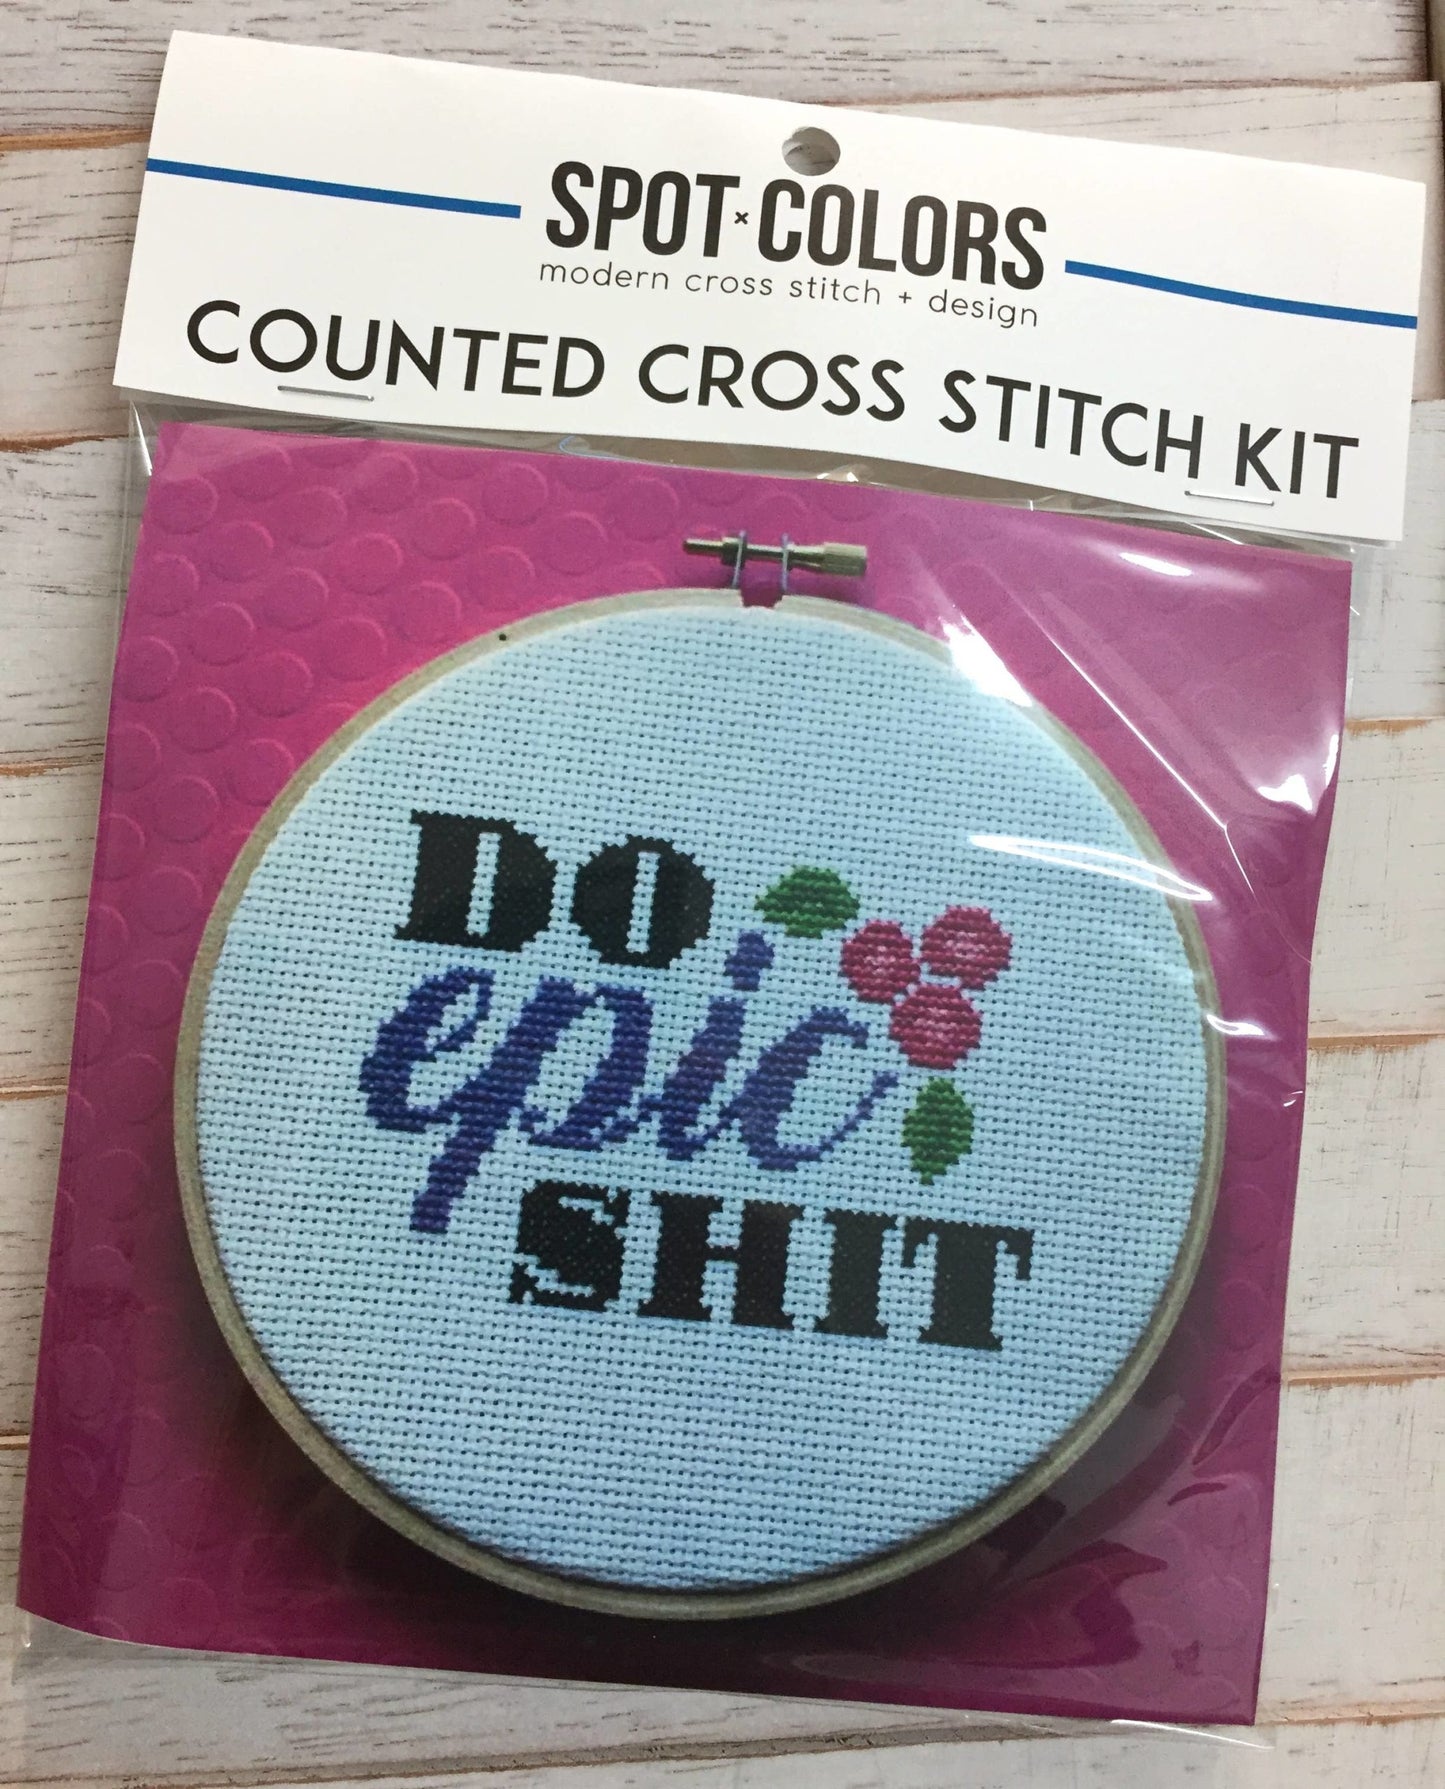 SPOT×COLORS
modern cross stitch + design
COUNTED CROSS STITCH KIT
DO
epic
SHIT